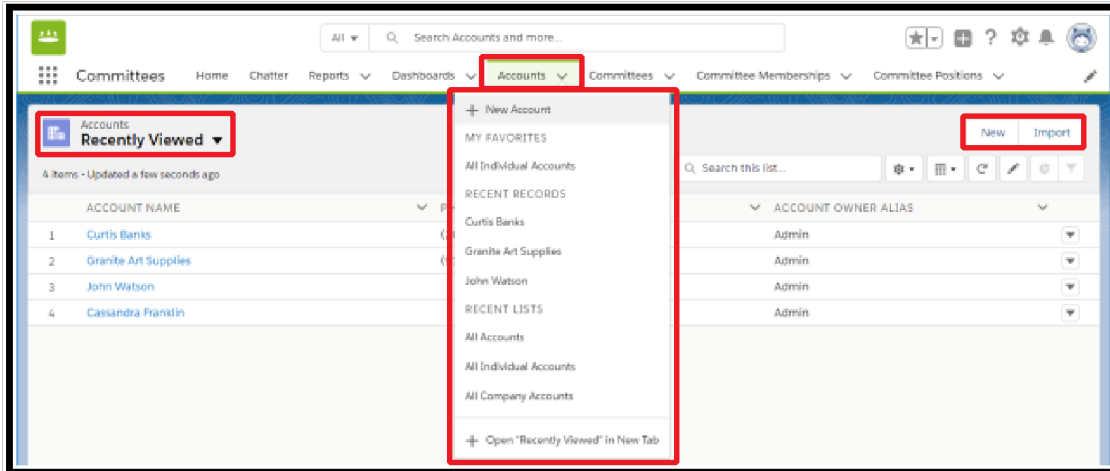 All Search Accounts and more...
Committees Home Chatter Reports Dashboards Accounts Committees Committee Memberships Committee Positions
+ New Account
Accounts
Recently Viewed
New Import
MY FAVORITES
4 items • Updated a few seconds ago
All Individual Accounts
Search this list...
RECENT RECORDS
ACCOUNT NAME
ACCOUNT OWNER ALIAS
Curtis Banks
1 Curtis Banks Admin
Granite Art Supplies
2 Granite Art Supplies Admin
John Watson
3 John Watson Admin
RECENT LISTS
4 Cassandra Franklin Admin
All Accounts
All Individual Accounts
All Company Accounts
+ Open "Recently Viewed" in New Tab